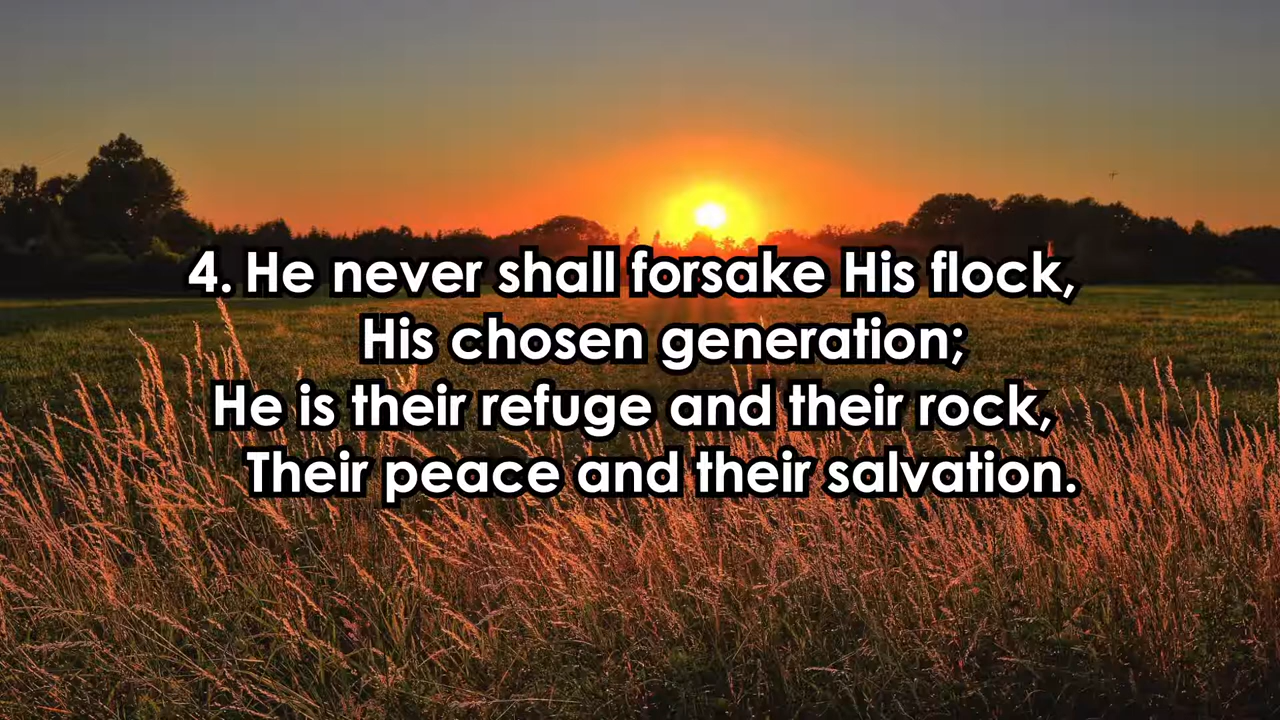 4. He never shall forsake His flock,
His chosen generation;
He is their refuge and their rock,
Their peace and their salvation.